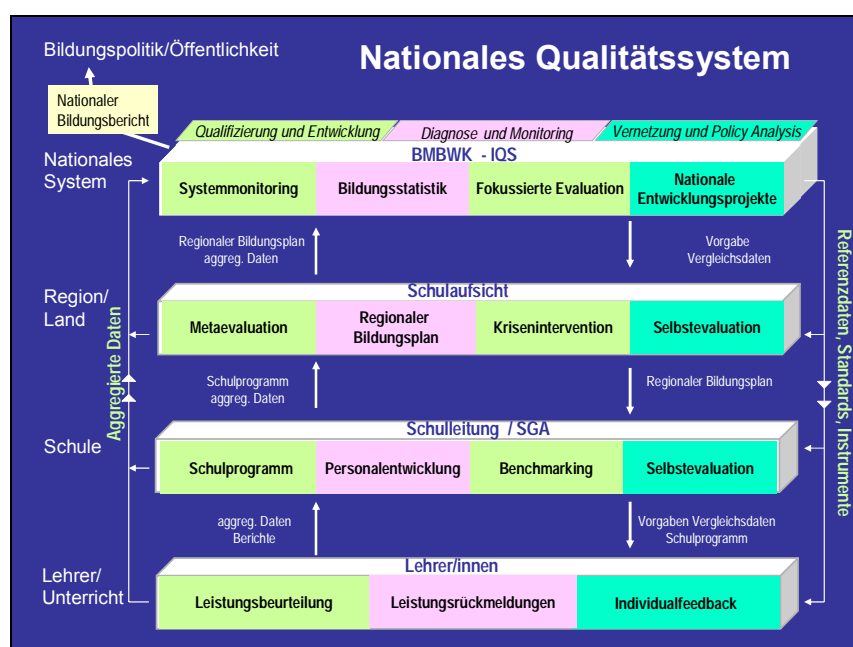 Bildungspolitik/Öffentlichkeit
Nationales Qualitätssystem
Nationaler
Bildungsbericht
Qualifizierung und Entwicklung
Diagnose und Monitoring
Vernetzung und Policy Analysis
Nationales
System
BMBWK - IQS
Systemmonitoring
Bildungsstatistik
Fokussierte Evaluation
Nationale
Entwicklungsprojekte
Regionaler Bildungsplan
aggreg. Daten
Vorgabe
Vergleichsdaten
Region/
Land
Schulaufsicht
Metaevaluation
Regionaler
Bildungsplan
Krisenintervention
Selbstevaluation
Aggregierte Daten
Referenzdaten, Standards, Instrumente
Schulprogramm
aggreg. Daten
Regionaler Bildungsplan
Schule
Schulleitung / SGA
Schulprogramm
Personalentwicklung
Benchmarking
Selbstevaluation
aggreg. Daten
Berichte
Vorgaben Vergleichsdaten
Schulprogramm
Lehrer/
Unterricht
Lehrer/innen
Leistungsbeurteilung
Leistungsrückmeldungen
Individualfeedback